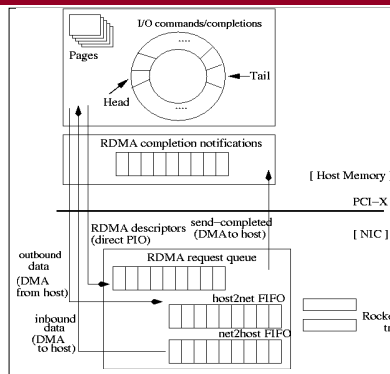 I/O commands/completions
....
Pages
Tail
Head
....
RDMA completion notifications
[ Host Memory ]
PCI-X
RDMA descriptors
(direct PIO)
send-completed
(DMA to host)
[ NIC ]
outbound
data
(DMA
from host)
RDMA request queue
host2net FIFO
inbound
data
(DMA
to host)
net2host FIFO